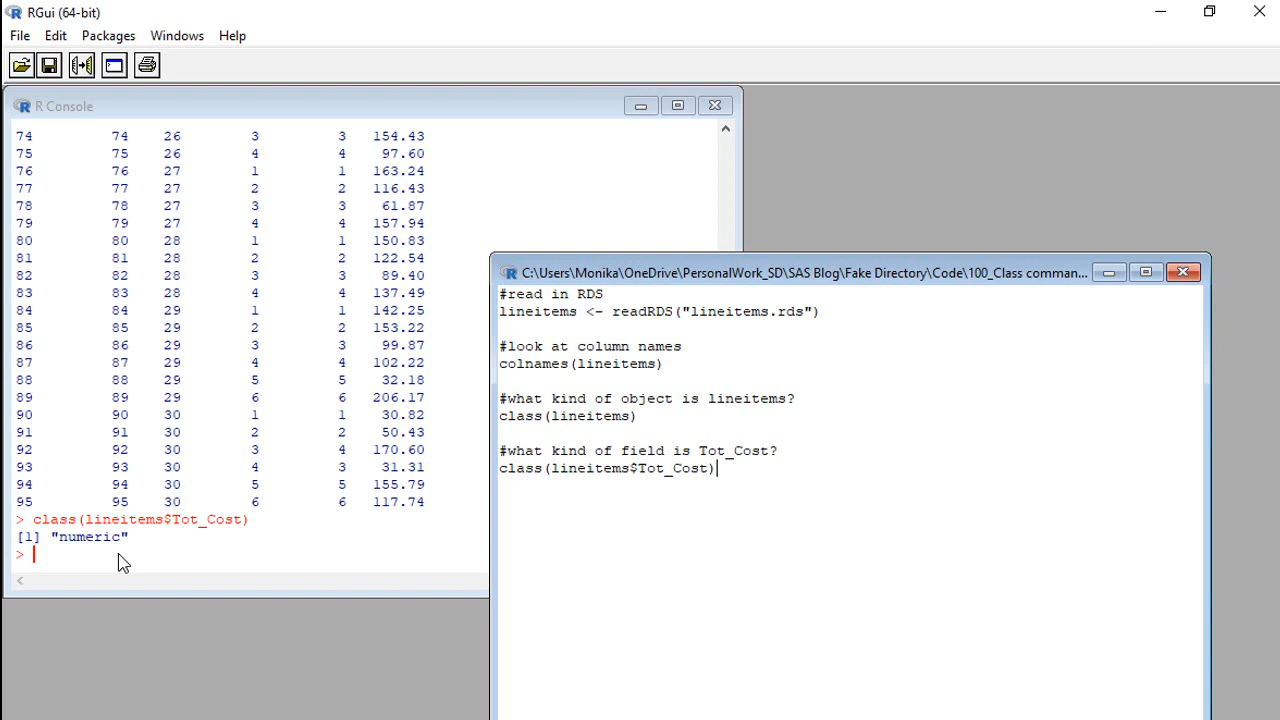 RGui (64-bit)
File Edit Packages Windows Help
R Console
74 74 26 3 3 154.43
75 75 26 4 4 97.60
76 76 27 1 1 163.24
77 77 27 2 2 116.43
78 78 27 3 3 61.87
79 79 27 4 4 157.94
80 80 28 1 1 150.83
81 81 28 2 2 122.54
82 82 28 3 3 89.40
83 83 28 4 4 137.49
84 84 29 1 1 142.25
85 85 29 2 2 153.22
86 86 29 3 3 99.87
87 87 29 4 4 102.22
88 88 29 5 5 32.18
89 89 29 6 6 206.17
90 90 30 1 1 30.82
91 91 30 2 2 50.43
92 92 30 3 4 170.60
93 93 30 4 3 31.31
94 94 30 5 5 155.79
95 95 30 6 6 117.74
> class(lineitems$Tot_Cost)
[1] "numeric"
>
C:\Users\Monika\OneDrive\PersonalWork_SD\SAS Blog\Fake Directory\Code\100_Class comman...
#read in RDS
lineitems <- readRDS("lineitems.rds")
#look at column names
colnames(lineitems)
#what kind of object is lineitems?
class(lineitems)
#what kind of field is Tot_Cost?
class(lineitems$Tot_Cost)